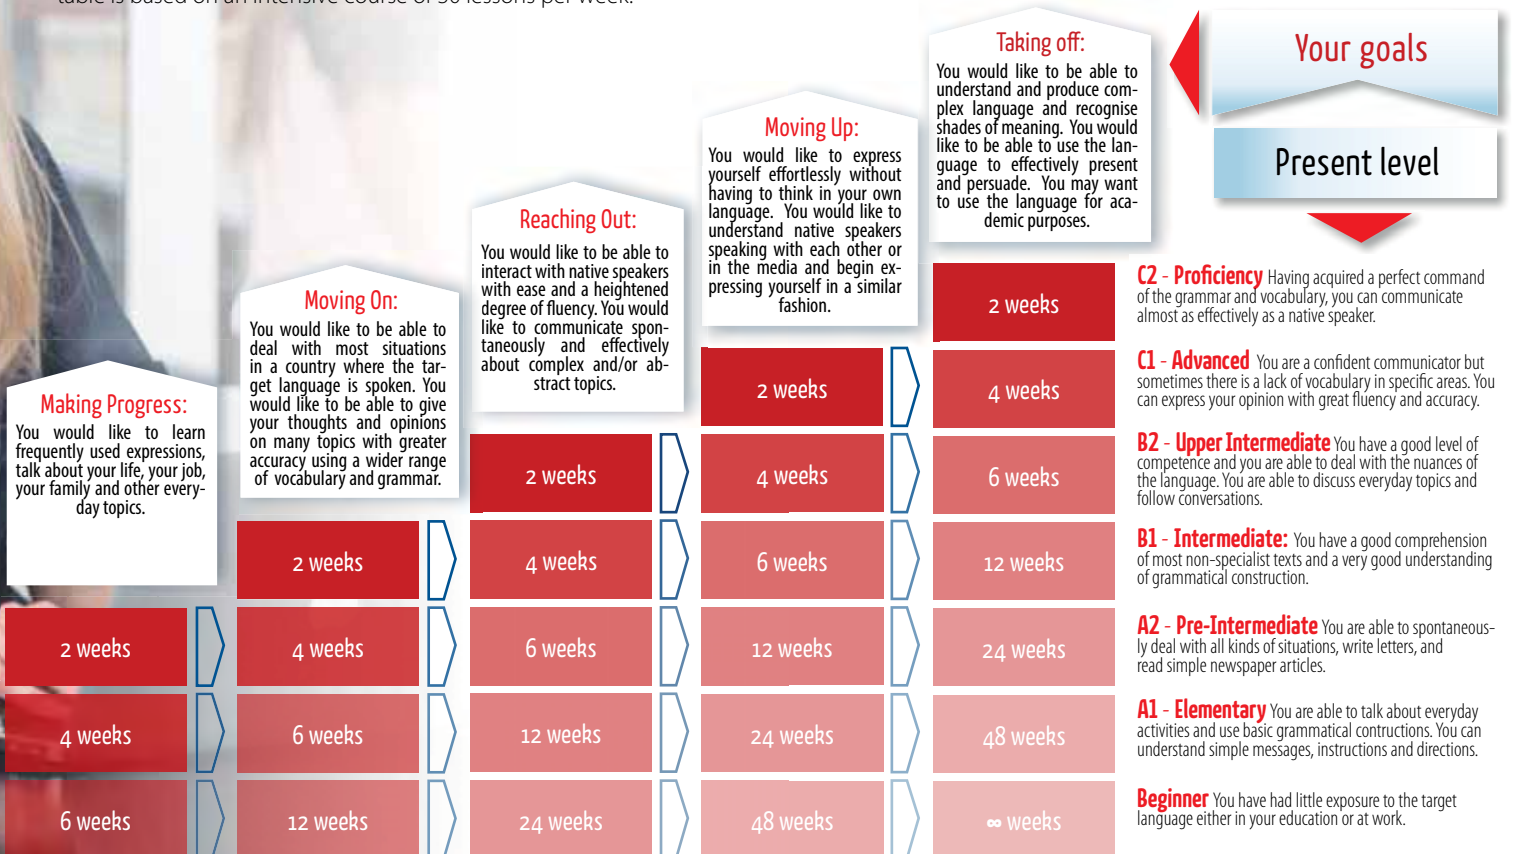 table is based on an intensive course of 30 lessons per week.
Taking off:
You would like to be able to
understand and produce com-
plex language and recognise
shades of meaning. You would
like to be able to use the lan-
guage to effectively present
and persuade. You may want
to use the language for aca-
demic purposes.
Your goals
Present level
Moving Up:
You would like to express
yourself effortlessly without
having to think in your own
language. You would like to
understand native speakers
speaking with each other or
in the media and begin ex-
pressing yourself in a similar
fashion.
Reaching Out:
You would like to be able to
interact with native speakers
with ease and a heightened
degree of fluency. You would
like to communicate spon-
taneously and effectively
about complex and/or ab-
stract topics.
Moving On:
You would like to be able to
deal with most situations
in a country where the tar-
get language is spoken. You
would like to be able to give
your thoughts and opinions
on many topics with greater
accuracy using a wider range
of vocabulary and grammar.
Making Progress:
You would like to learn
frequently used expressions,
talk about your life, your job,
your family and other every-
day topics.
2 weeks
C2 - Proficiency Having acquired a perfect command
of the grammar and vocabulary, you can communicate
almost as effectively as a native speaker.
2 weeks
4 weeks
C1 - Advanced You are a confident communicator but
sometimes there is a lack of vocabulary in specific areas. You
can express your opinion with great fluency and accuracy.
2 weeks
4 weeks
6 weeks
B2 - Upper Intermediate You have a good level of
competence and you are able to deal with the nuances of
the language. You are able to discuss everyday topics and
follow conversations.
2 weeks
4 weeks
6 weeks
12 weeks
B1 - Intermediate: You have a good comprehension
of most non-specialist texts and a very good understanding
of grammatical construction.
2 weeks
4 weeks
6 weeks
12 weeks
24 weeks
A2 - Pre-Intermediate You are able to spontaneous-
ly deal with all kinds of situations, write letters, and
read simple newspaper articles.
4 weeks
6 weeks
12 weeks
24 weeks
48 weeks
A1 - Elementary You are able to talk about everyday
activities and use basic grammatical contructions. You can
understand simple messages, instructions and directions.
6 weeks
12 weeks
24 weeks
48 weeks
∞ weeks
Beginner You have had little exposure to the target
language either in your education or at work.